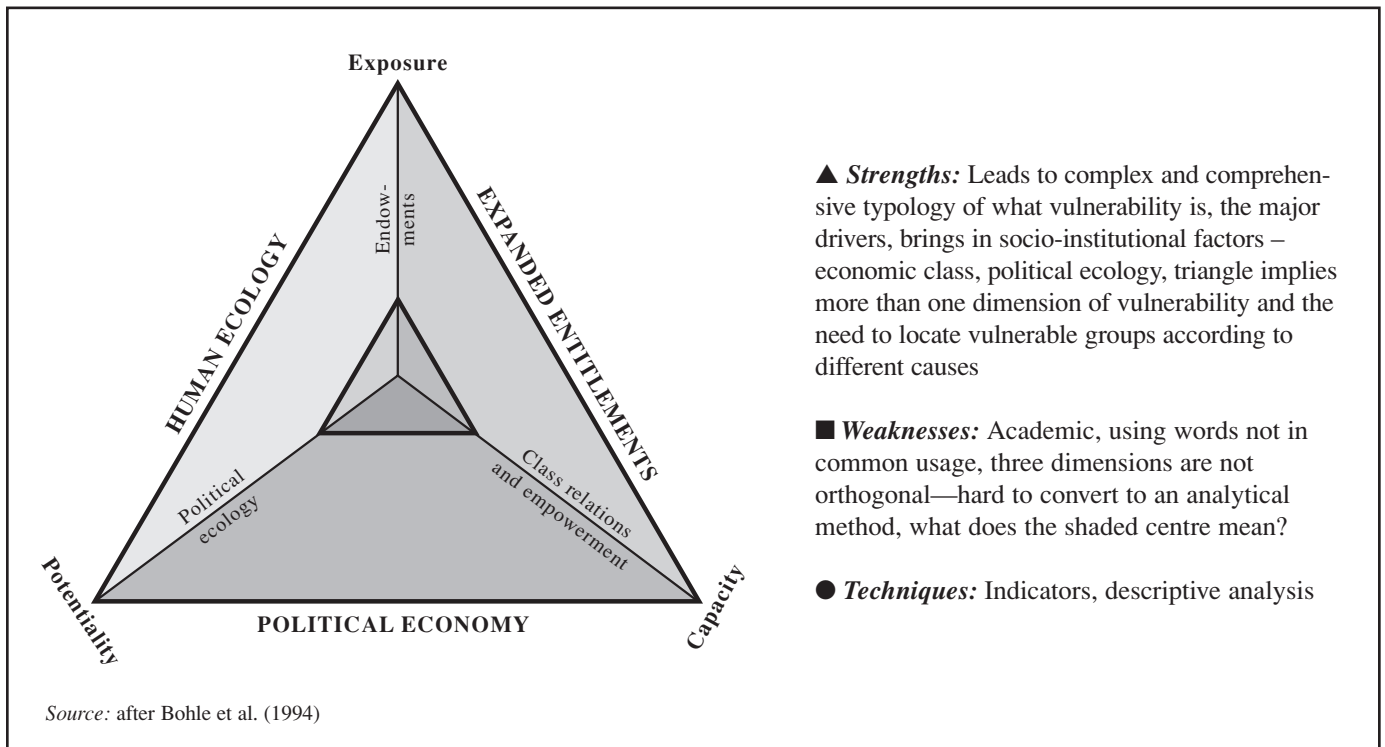 Exposure
Endow-
ments
HUMAN ECOLOGY
EXPANDED ENTITLEMENTS
Political
ecology
Class relations
and empowerment
Potentiality
Capacity
POLITICAL ECONOMY
▲ Strengths: Leads to complex and comprehen-
sive typology of what vulnerability is, the major
drivers, brings in socio-institutional factors –
economic class, political ecology, triangle implies
more than one dimension of vulnerability and the
need to locate vulnerable groups according to
different causes
■ Weaknesses: Academic, using words not in
common usage, three dimensions are not
orthogonal—hard to convert to an analytical
method, what does the shaded centre mean?
● Techniques: Indicators, descriptive analysis
Source: after Bohle et al. (1994)